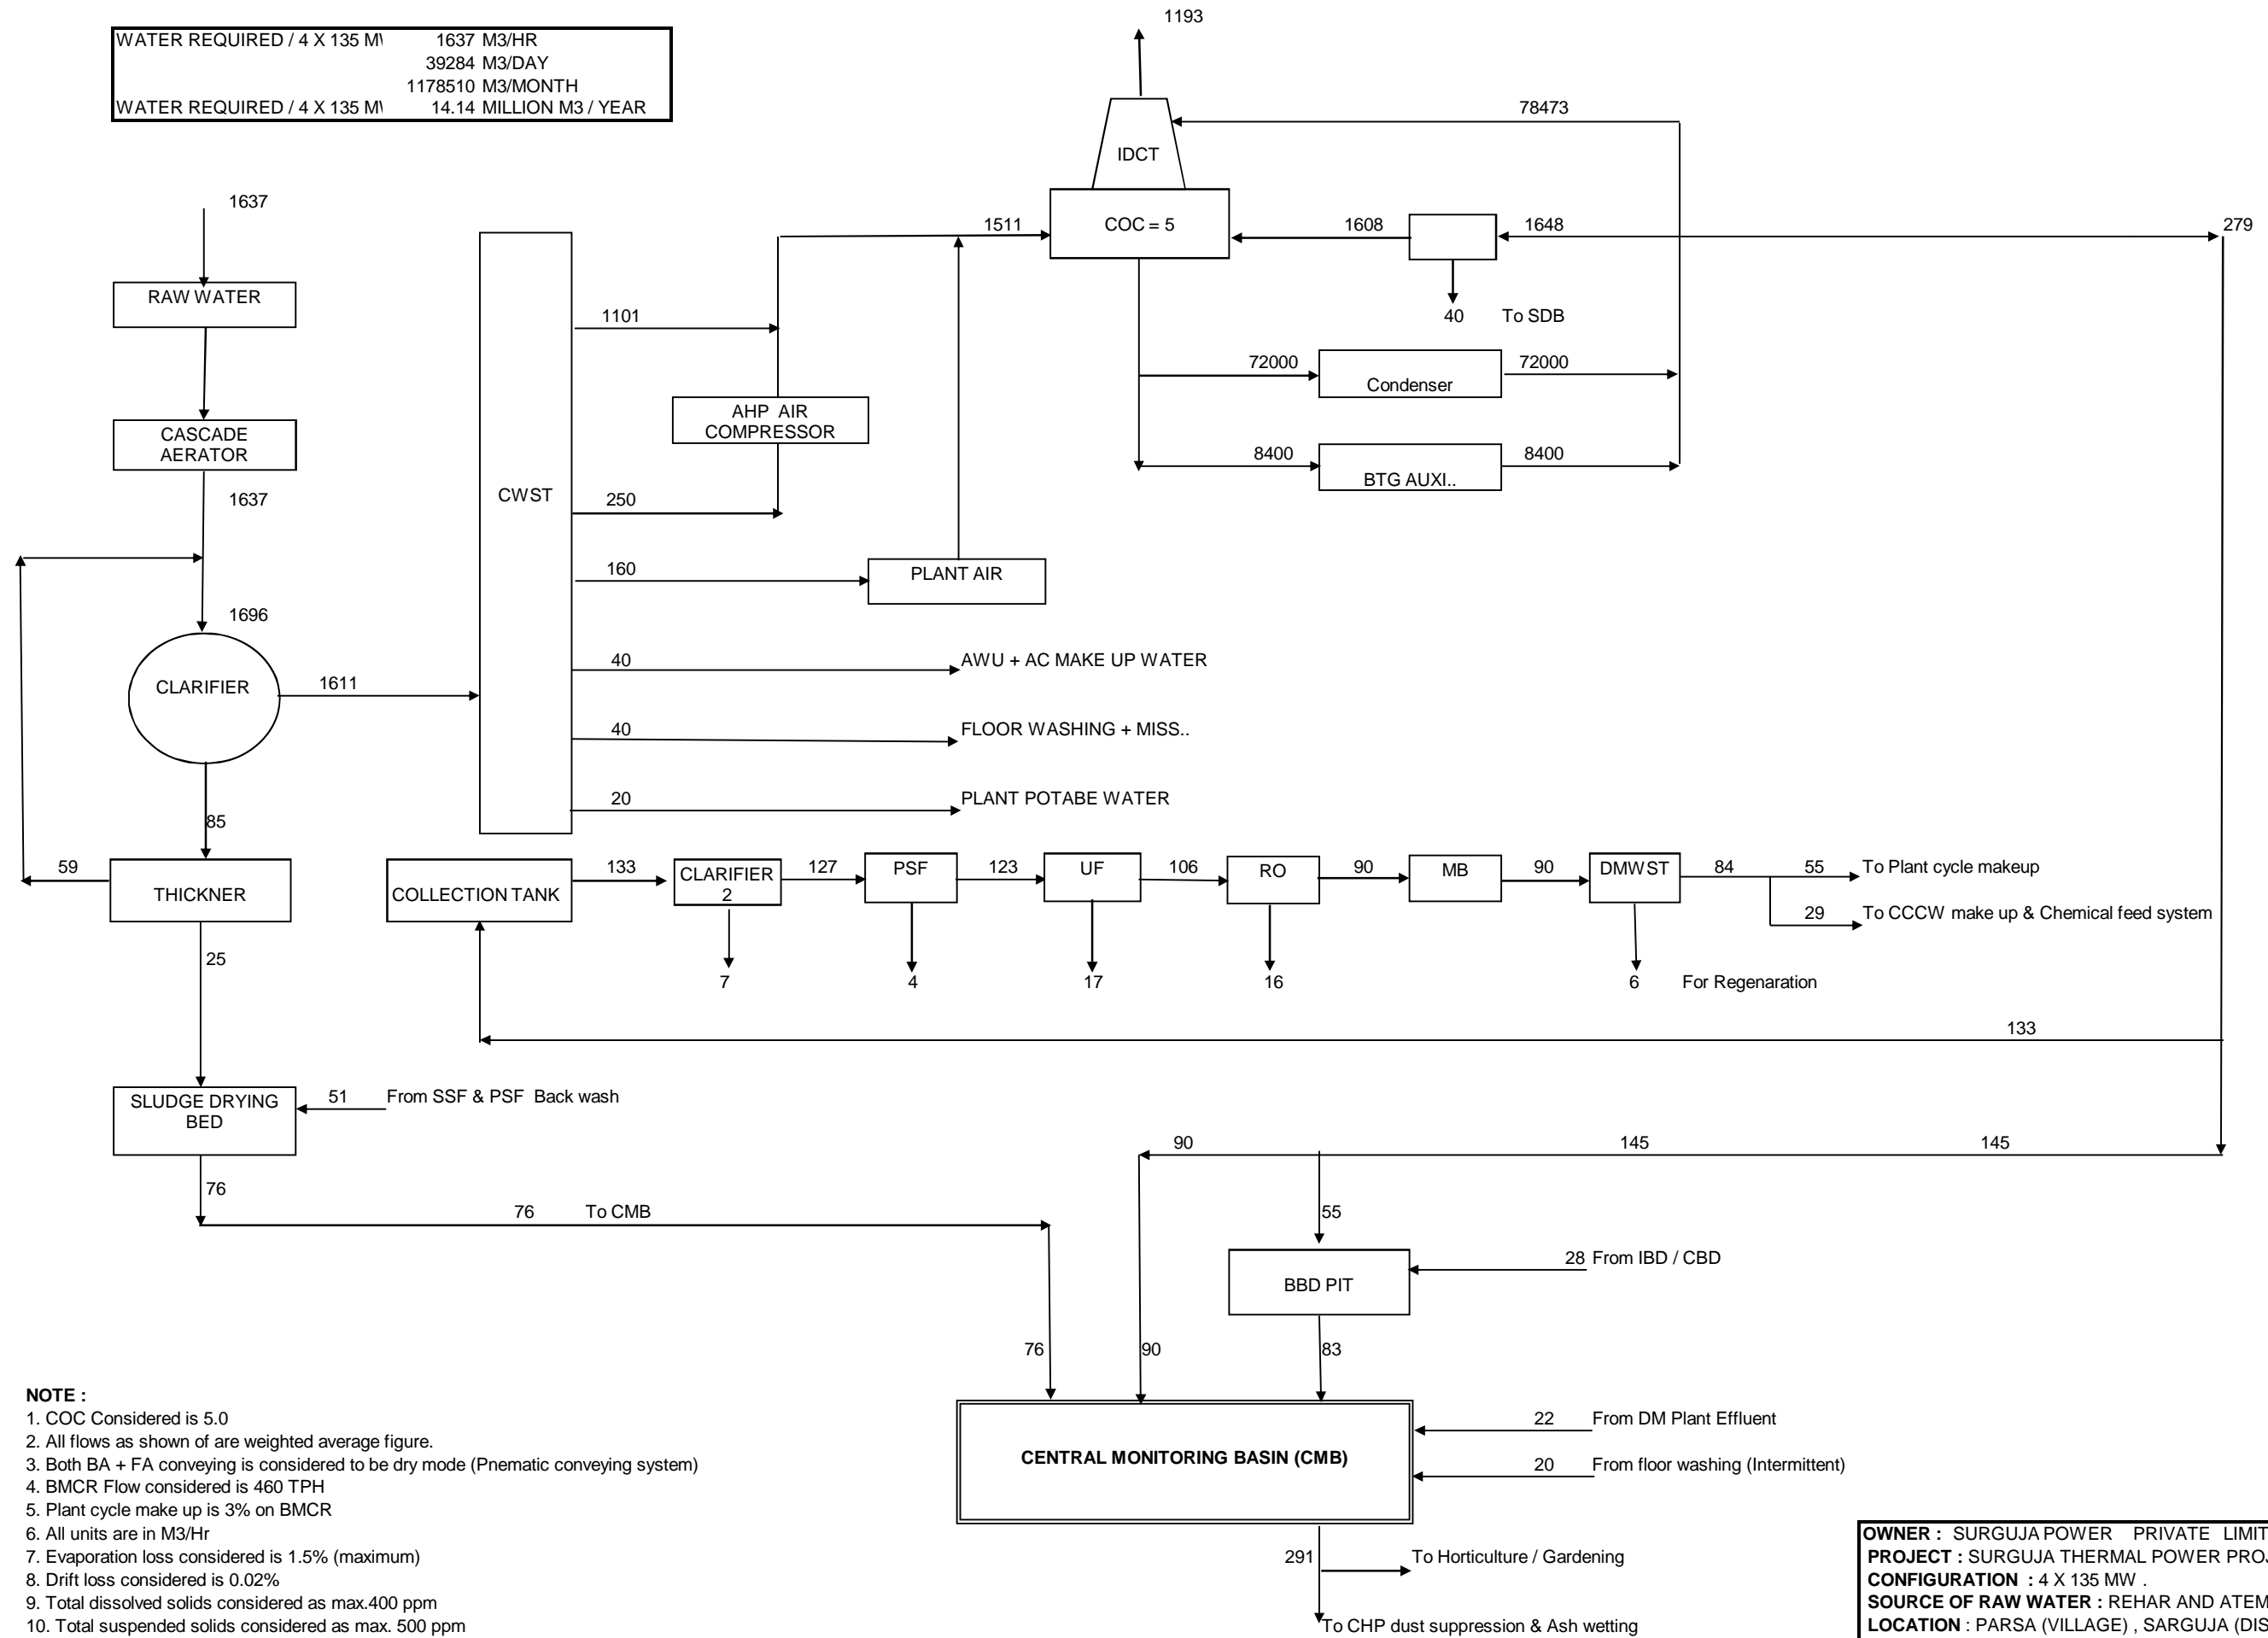 1193
WATER REQUIRED / 4 X 135 MW 1637 M3/HR
39284 M3/DAY
1178510 M3/MONTH
WATER REQUIRED / 4 X 135 MW 14.14 MILLION M3 / YEAR
78473
IDCT
1637
COC = 5
1511
1608
1648
279
RAW WATER
1101
40 To SDB
72000
Condenser
72000
AHP AIR
COMPRESSOR
CASCADE
AERATOR
8400
BTG AUXI..
8400
1637
CWST
250
160
PLANT AIR
1696
CLARIFIER
1611
40
AWU + AC MAKE UP WATER
40
FLOOR WASHING + MISS..
20
PLANT POTABE WATER
85
59
THICKNER
COLLECTION TANK
133
CLARIFIER
2
127
PSF
123
UF
106
RO
90
MB
90
DMWST
84
55
To Plant cycle makeup
29
To CCCW make up & Chemical feed system
25
7
4
17
16
6 For Regenaration
133
SLUDGE DRYING
BED
51
From SSF & PSF Back wash
90
145
145
76
76 To CMB
55
28 From IBD / CBD
BBD PIT
76
90
83
CENTRAL MONITORING BASIN (CMB)
22 From DM Plant Effluent
20 From floor washing (Intermittent)
291
To Horticulture / Gardening
To CHP dust suppression & Ash wetting
NOTE :
1. COC Considered is 5.0
2. All flows as shown of are weighted average figure.
3. Both BA + FA conveying is considered to be dry mode (Pnematic conveying system)
4. BMCR Flow considered is 460 TPH
5. Plant cycle make up is 3% on BMCR
6. All units are in M3/Hr
7. Evaporation loss considered is 1.5% (maximum)
8. Drift loss considered is 0.02%
9. Total dissolved solids considered as max.400 ppm
10. Total suspended solids considered as max. 500 ppm
OWNER : SURGUJA POWER PRIVATE LIMIT
PROJECT : SURGUJA THERMAL POWER PRO
CONFIGURATION : 4 X 135 MW .
SOURCE OF RAW WATER : REHAR AND ATEM
LOCATION : PARSA (VILLAGE) , SARGUJA (DIS